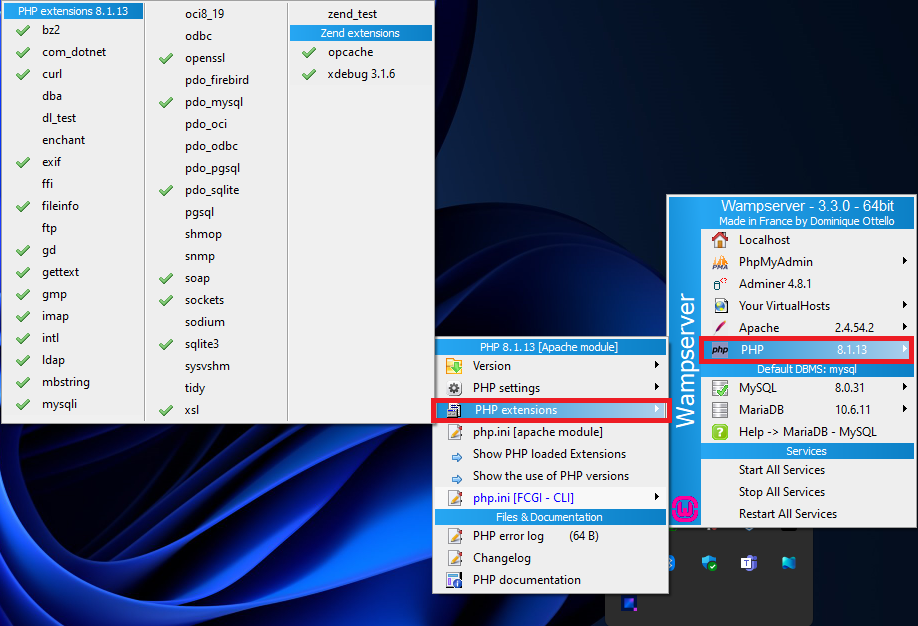 PHP extensions 8.1.13
bz2
com_dotnet
curl
dba
dl_test
enchant
exif
ffi
fileinfo
ftp
gd
gettext
gmp
imap
intl
ldap
mbstring
mysqli
oci8_19
odbc
openssl
pdo_firebird
pdo_mysql
pdo_oci
pdo_odbc
pdo_pgsql
pdo_sqlite
pgsql
shmop
snmp
soap
sockets
sodium
sqlite3
sysvshm
tidy
xsl
zend_test
Zend extensions
opcache
xdebug 3.1.6
PHP 8.1.13 [Apache module]
Version
PHP settings
PHP extensions
php.ini [apache module]
Show PHP loaded Extensions
Show the use of PHP versions
php.ini [FCGI - CLI]
Files & Documentation
PHP error log (64 B)
Changelog
PHP documentation
Wampserver
Wampserver - 3.3.0 - 64bit
Made in France by Dominique Ottello
Localhost
PMA PhpMyAdmin
Adminer 4.8.1
Your VirtualHosts
Apache 2.4.54.2
php PHP 8.1.13
Default DBMS: mysql
MySQL 8.0.31
MariaDB 10.6.11
Help -> MariaDB - MySQL
Services
Start All Services
Stop All Services
Restart All Services